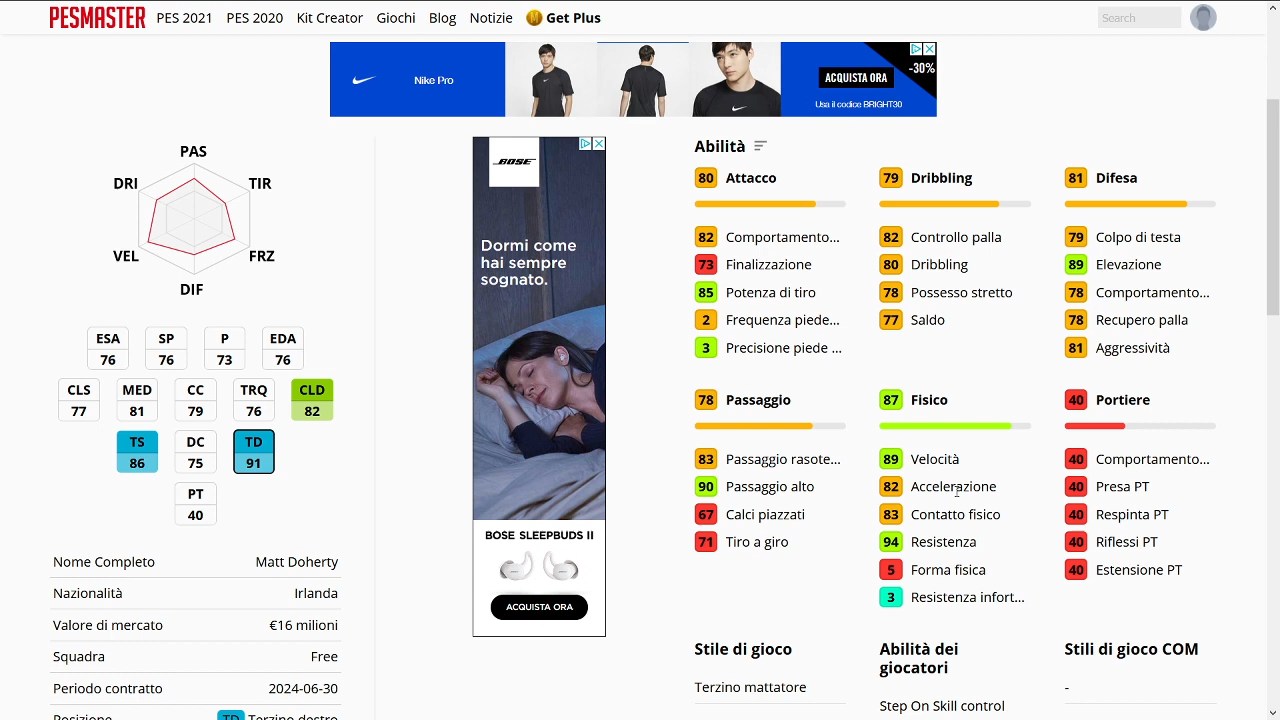 PESMASTER PES 2021 PES 2020 Kit Creator Giochi Blog Notizie Get Plus Search
Nike Pro
ACQUISTA ORA
-30%
Usa il codice BRIGHT30
PAS
DRI TIR
VEL FRZ
DIF
ESA SP P EDA
76 76 73 76
CLS MED CC TRQ CLD
77 81 79 76 82
TS DC TD
86 75 91
PT
40
Nome Completo Matt Doherty
Nazionalità Irlanda
Valore di mercato €16 milioni
Squadra Free
Periodo contratto 2024-06-30
Posizione TD Terzino destro
BOSE
Dormi come
hai sempre
sognato.
BOSE SLEEPBUDS II
ACQUISTA ORA
Abilità
80 Attacco
82 Comportamento...
73 Finalizzazione
85 Potenza di tiro
2 Frequenza piede...
3 Precisione piede ...
79 Dribbling
82 Controllo palla
80 Dribbling
78 Possesso stretto
77 Saldo
81 Difesa
79 Colpo di testa
89 Elevazione
78 Comportamento...
78 Recupero palla
81 Aggressività
78 Passaggio
83 Passaggio rasote...
90 Passaggio alto
67 Calci piazzati
71 Tiro a giro
87 Fisico
89 Velocità
82 Accelerazione
83 Contatto fisico
94 Resistenza
5 Forma fisica
3 Resistenza infort...
40 Portiere
40 Comportamento...
40 Presa PT
40 Respinta PT
40 Riflessi PT
40 Estensione PT
Stile di gioco
Terzino mattatore
Abilità dei
giocatori
Step On Skill control
Stili di gioco COM
-